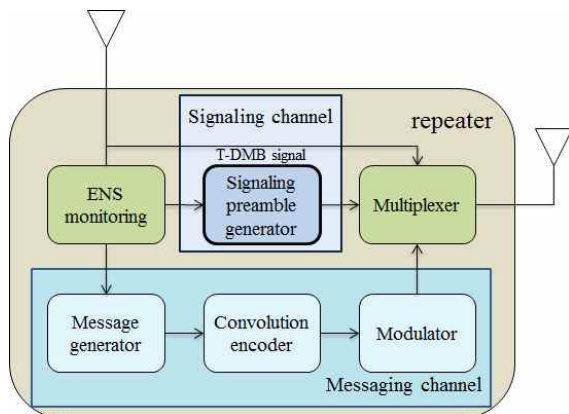 Signaling channel
repeater
T-DMB signal
ENS
monitoring
Signaling
preamble
generator
Multiplexer
Message
generator
Convolution
encoder
Modulator
Messaging channel